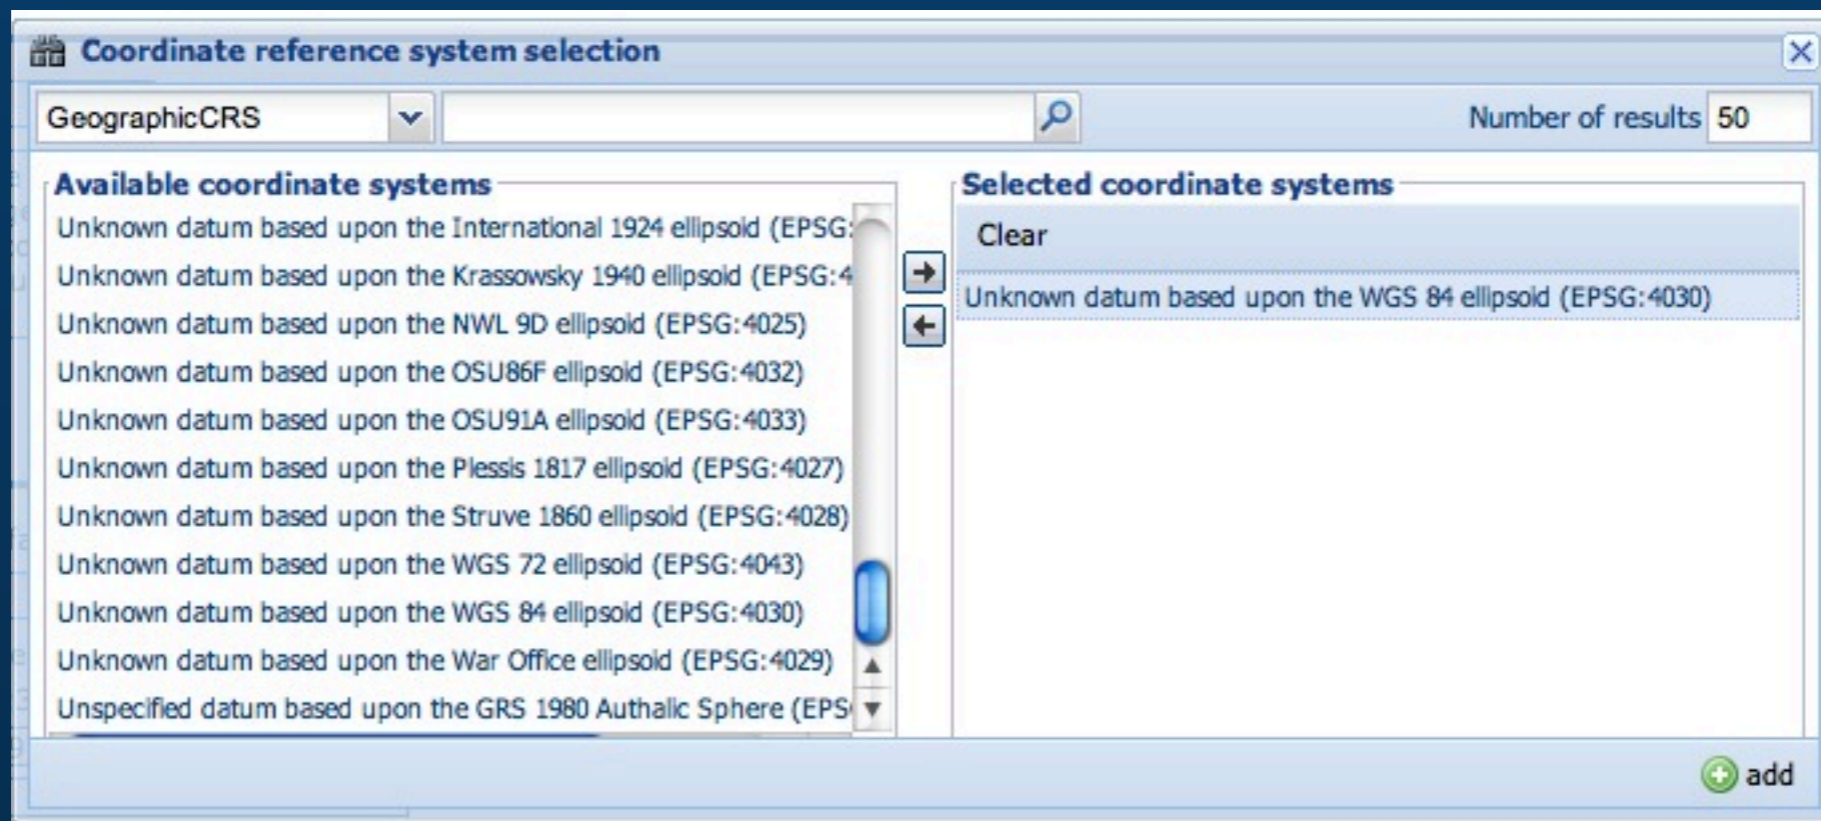 Coordinate reference system selection
GeographicCRS
Number of results 50
Available coordinate systems
Unknown datum based upon the International 1924 ellipsoid (EPSG:
Unknown datum based upon the Krassowsky 1940 ellipsoid (EPSG:4
Unknown datum based upon the NWL 9D ellipsoid (EPSG:4025)
Unknown datum based upon the OSU86F ellipsoid (EPSG:4032)
Unknown datum based upon the OSU91A ellipsoid (EPSG:4033)
Unknown datum based upon the Plessis 1817 ellipsoid (EPSG:4027)
Unknown datum based upon the Struve 1860 ellipsoid (EPSG:4028)
Unknown datum based upon the WGS 72 ellipsoid (EPSG:4043)
Unknown datum based upon the WGS 84 ellipsoid (EPSG:4030)
Unknown datum based upon the War Office ellipsoid (EPSG:4029)
Unspecified datum based upon the GRS 1980 Authalic Sphere (EPS
Selected coordinate systems
Clear
Unknown datum based upon the WGS 84 ellipsoid (EPSG:4030)
add